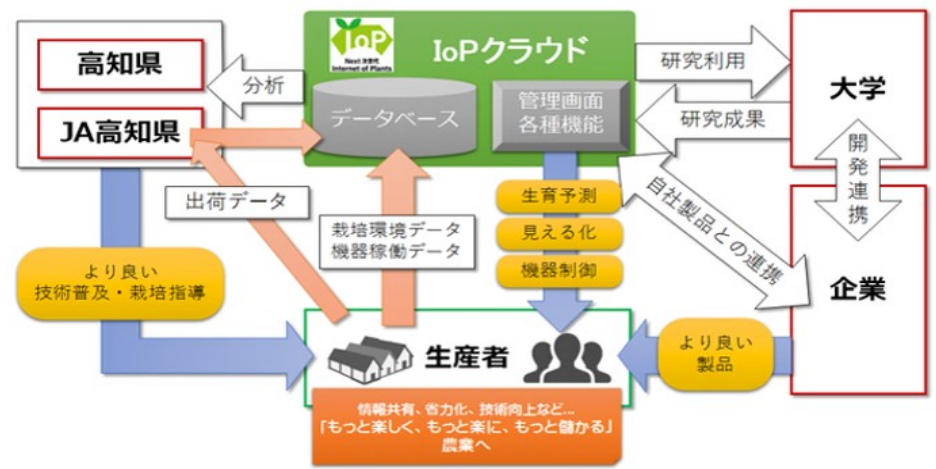 高知県
JA高知県
分析
IoP
Next 次世代
Internet of Plants
IoPクラウド
データベース
管理画面
各種機能
研究利用
研究成果
大学
開発連携
企業
自社製品との連携
出荷データ
栽培環境データ
機器稼働データ
生育予測
見える化
機器制御
より良い
技術普及・栽培指導
生産者
より良い
製品
情報共有、省力化、技術向上など...
「もっと楽しく、もっと楽に、もっと儲かる」
農業へ